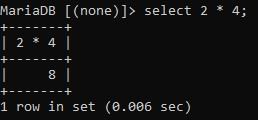 MariaDB [(none)]> select 2 * 4;
+-------+
| 2 * 4 |
+-------+
|     8 |
+-------+
1 row in set (0.006 sec)